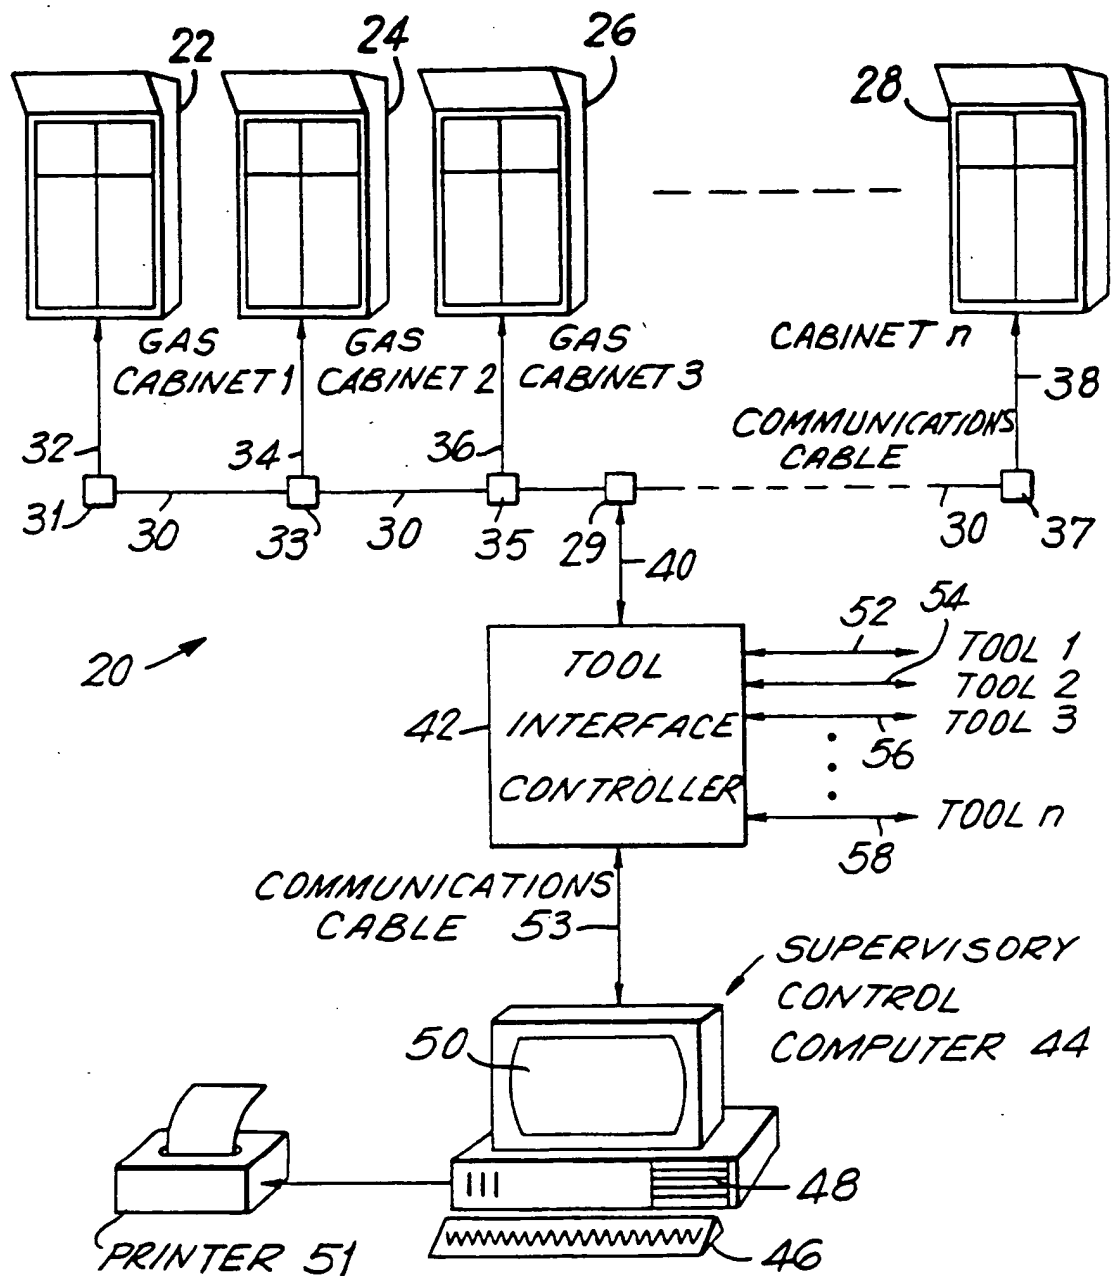 22
24
26
28
GAS
CABINET 1
GAS
CABINET 2
GAS
CABINET 3
CABINET n
32
34
36
38
COMMUNICATIONS
CABLE
31
30
33
30
35
29
30
37
40
20
42
TOOL
INTERFACE
CONTROLLER
52
54
TOOL 1
TOOL 2
TOOL 3
56
TOOL n
58
COMMUNICATIONS
CABLE 53
SUPERVISORY
CONTROL
COMPUTER 44
50
48
46
PRINTER 51